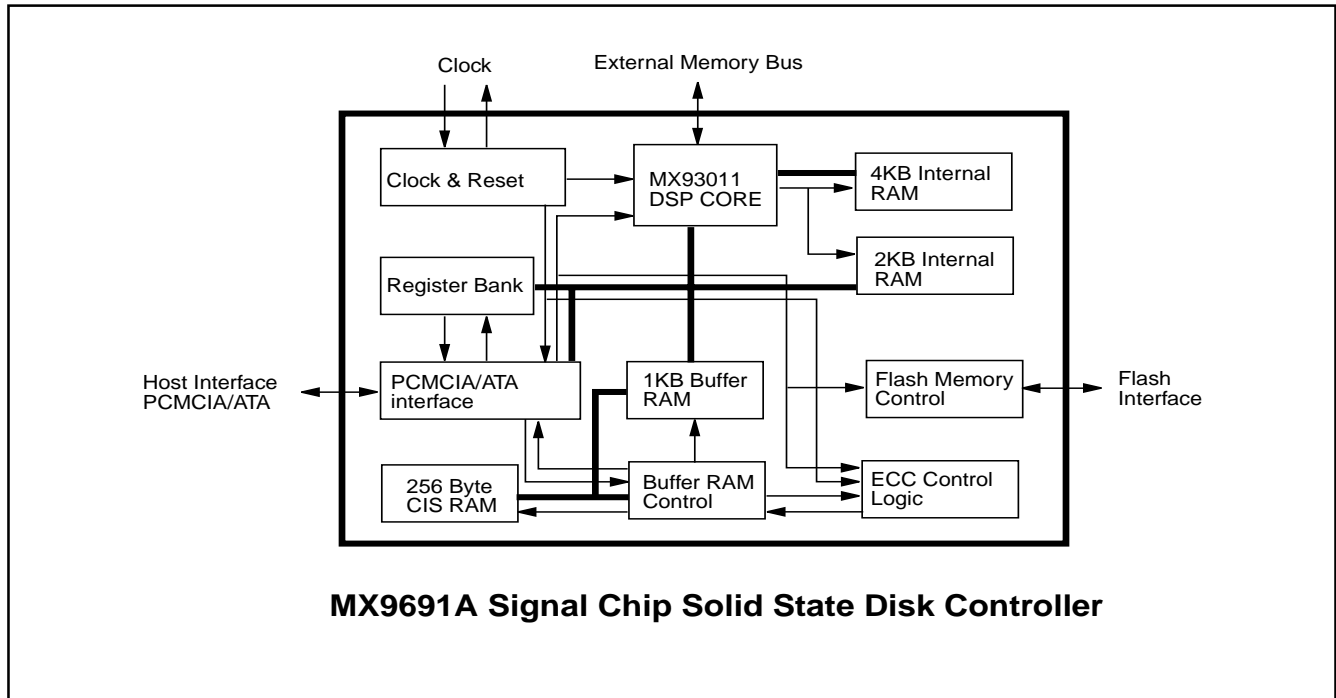 Clock
External Memory Bus
Clock & Reset
MX93011
DSP CORE
4KB Internal
RAM
2KB Internal
RAM
Register Bank
Host Interface
PCMCIA/ATA
PCMCIA/ATA
interface
1KB Buffer
RAM
Flash Memory
Control
Flash
Interface
256 Byte
CIS RAM
Buffer RAM
Control
ECC Control
Logic
MX9691A Signal Chip Solid State Disk Controller